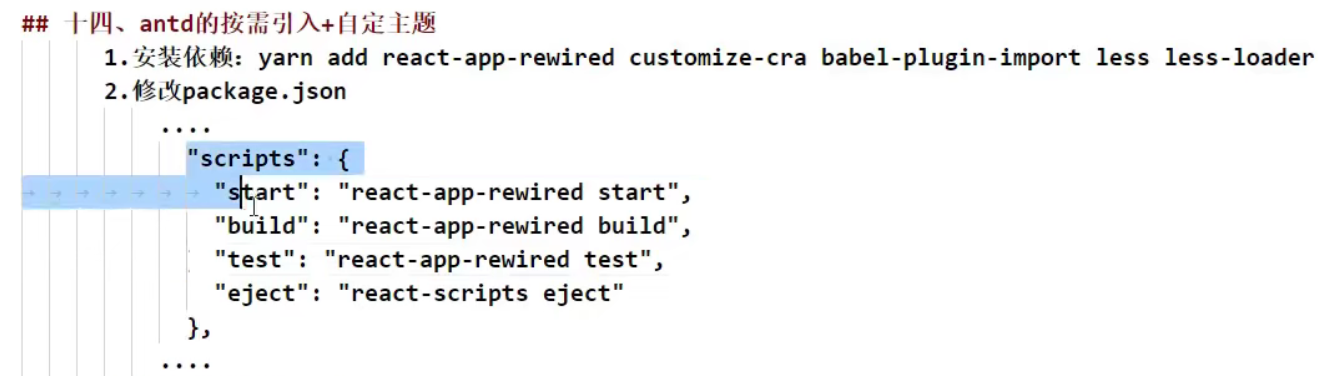 ## 十四、antd的按需引入+自定主题
1.安装依赖：yarn add react-app-rewired customize-cra babel-plugin-import less less-loader
2.修改package.json
....
"scripts": {
"start": "react-app-rewired start",
"build": "react-app-rewired build",
"test": "react-app-rewired test",
"eject": "react-scripts eject"
},
....